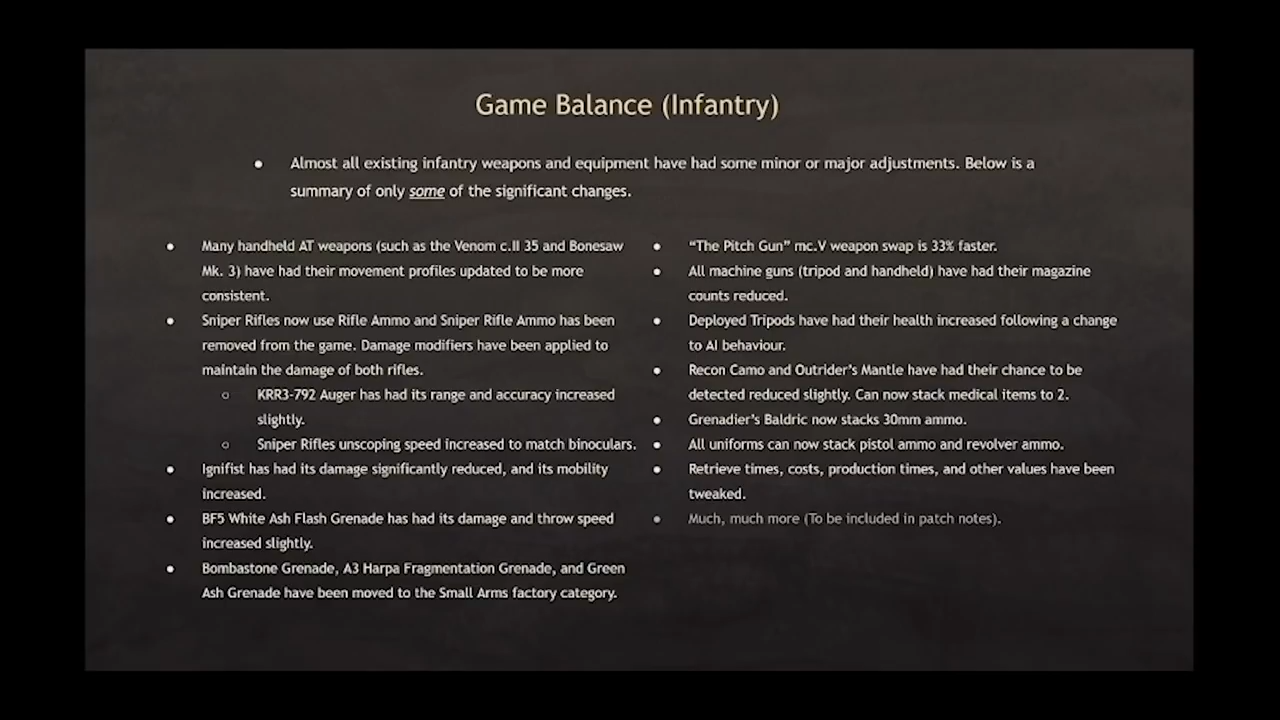 Game Balance (Infantry)
● Almost all existing infantry weapons and equipment have had some minor or major adjustments. Below is a
summary of only some of the significant changes.
● Many handheld AT weapons (such as the Venom c.II 35 and Bonesaw
Mk. 3) have had their movement profiles updated to be more
consistent.
● Sniper Rifles now use Rifle Ammo and Sniper Rifle Ammo has been
removed from the game. Damage modifiers have been applied to
maintain the damage of both rifles.
○ KRR3-792 Auger has had its range and accuracy increased
slightly.
○ Sniper Rifles unscoping speed increased to match binoculars.
● Ignifist has had its damage significantly reduced, and its mobility
increased.
● BF5 White Ash Flash Grenade has had its damage and throw speed
increased slightly.
● Bombastone Grenade, A3 Harpa Fragmentation Grenade, and Green
Ash Grenade have been moved to the Small Arms factory category.
● “The Pitch Gun” mc.V weapon swap is 33% faster.
● All machine guns (tripod and handheld) have had their magazine
counts reduced.
● Deployed Tripods have had their health increased following a change
to AI behaviour.
● Recon Camo and Outrider’s Mantle have had their chance to be
detected reduced slightly. Can now stack medical items to 2.
● Grenadier’s Baldric now stacks 30mm ammo.
● All uniforms can now stack pistol ammo and revolver ammo.
● Retrieve times, costs, production times, and other values have been
tweaked.
● Much, much more (To be included in patch notes).